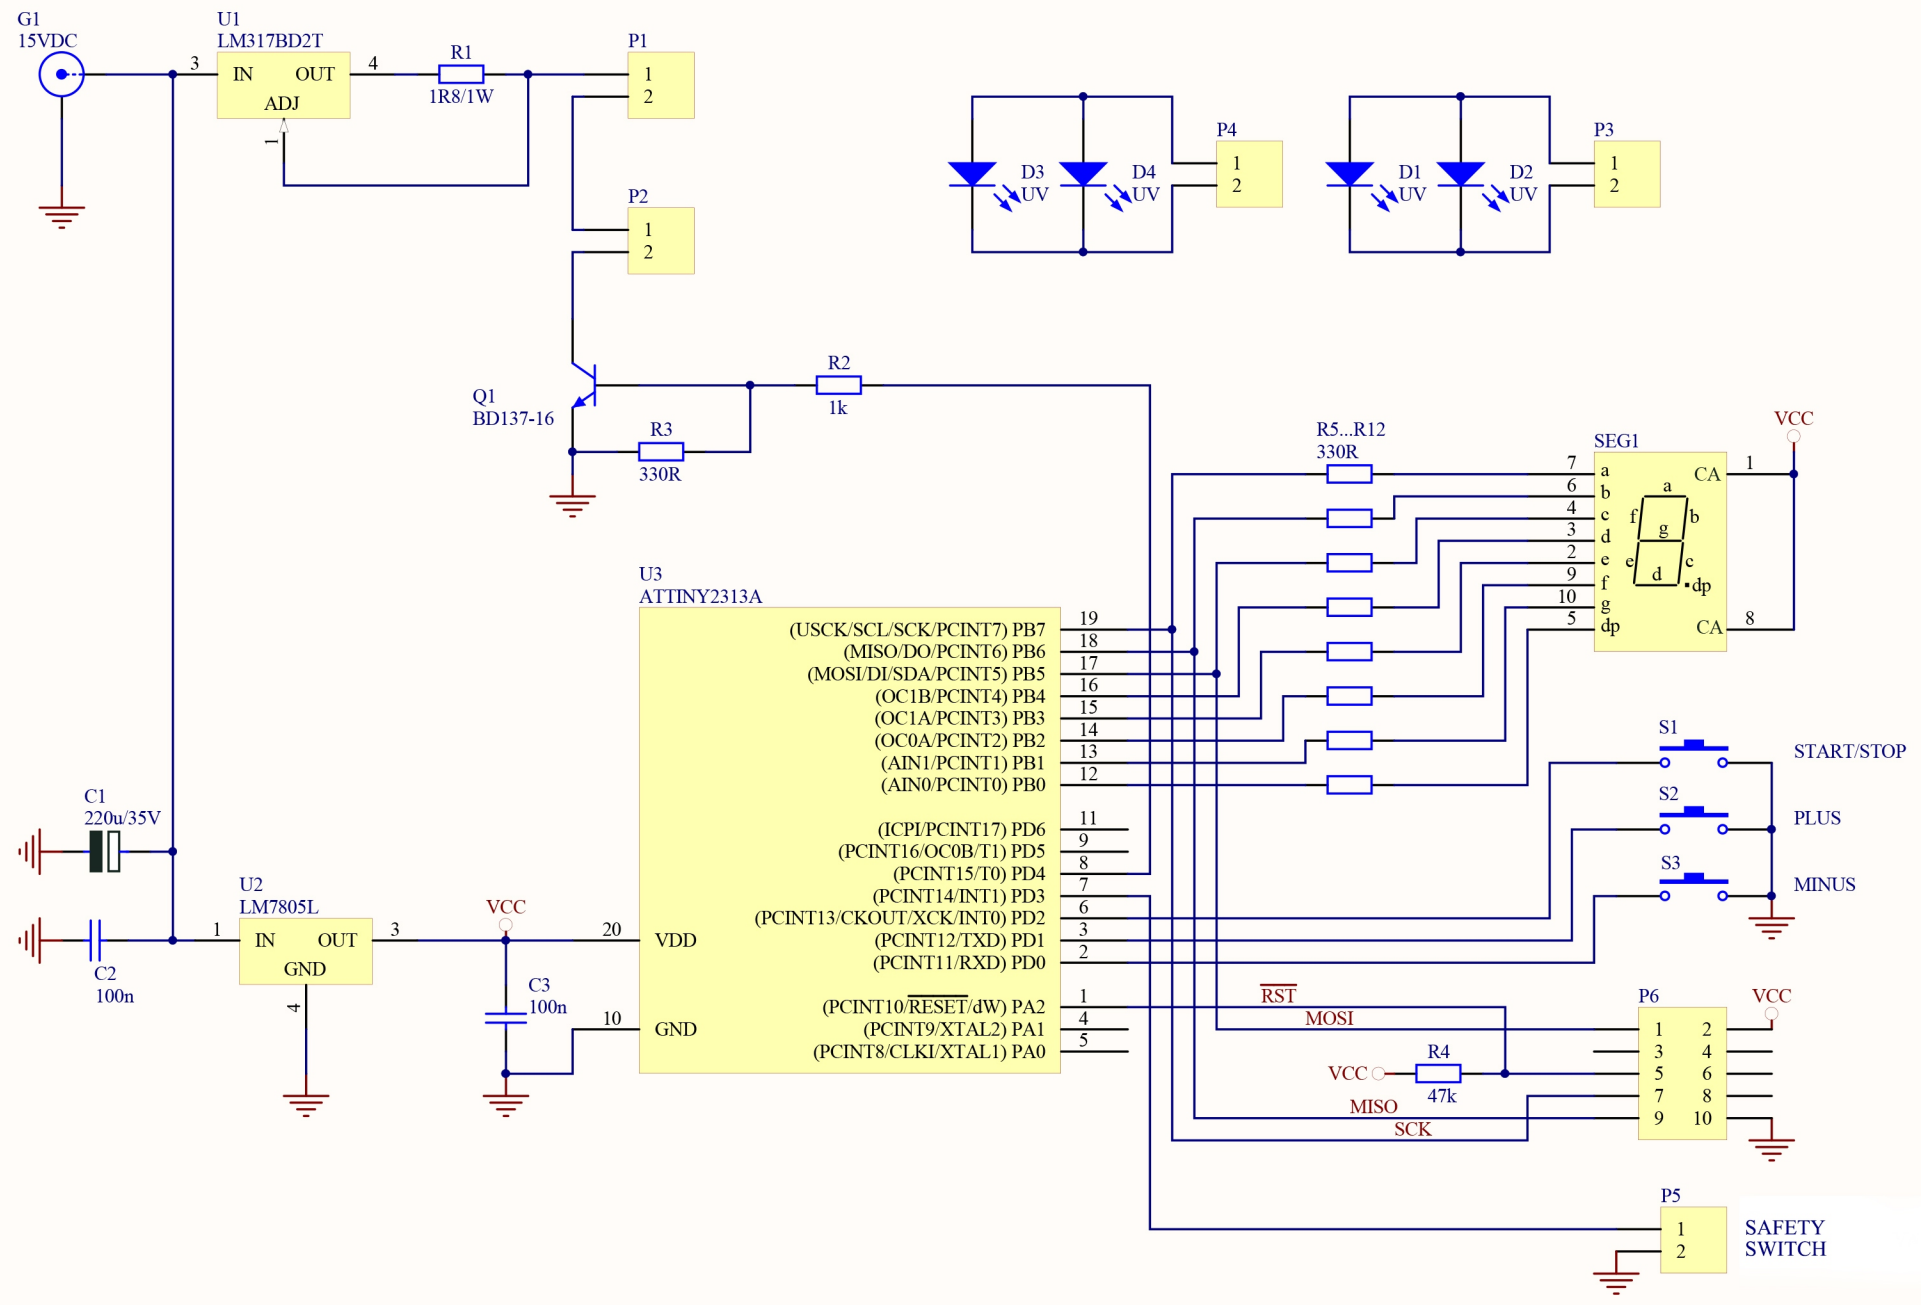 G1
15VDC
U1
LM317BD2T
3 IN OUT 4
ADJ
1
R1
1R8/1W
P1
1
2
P2
1
2
P4
1
2
D3
UV
D4
UV
P3
1
2
D1
UV
D2
UV
Q1
BD137-16
R2
1k
R3
330R
R5...R12
330R
VCC
SEG1
7 a CA 1
6 b
4 c
3 d
2 e
9 f
10 g
5 dp CA 8
a
f b
g
e c
d
dp
U3
ATTINY2313A
(USCK/SCL/SCK/PCINT7) PB7 19
(MISO/DO/PCINT6) PB6 18
(MOSI/DI/SDA/PCINT5) PB5 17
(OC1B/PCINT4) PB4 16
(OC1A/PCINT3) PB3 15
(OC0A/PCINT2) PB2 14
(AIN1/PCINT1) PB1 13
(AIN0/PCINT0) PB0 12
(ICPI/PCINT17) PD6 11
(PCINT16/OC0B/T1) PD5 9
(PCINT15/T0) PD4 8
(PCINT14/INT1) PD3 7
(PCINT13/CKOUT/XCK/INT0) PD2 6
(PCINT12/TXD) PD1 3
(PCINT11/RXD) PD0 2
(PCINT10/RESET/dW) PA2 1
(PCINT9/XTAL2) PA1 4
(PCINT8/CLKI/XTAL1) PA0 5
20 VDD
10 GND
S1
START/STOP
S2
PLUS
S3
MINUS
C1
220u/35V
C2
100n
U2
LM7805L
1 IN OUT 3
GND
4
VCC
C3
100n
RST
MOSI
VCC
R4
47k
MISO
SCK
P6
VCC
1 2
3 4
5 6
7 8
9 10
P5
1
2
SAFETY
SWITCH